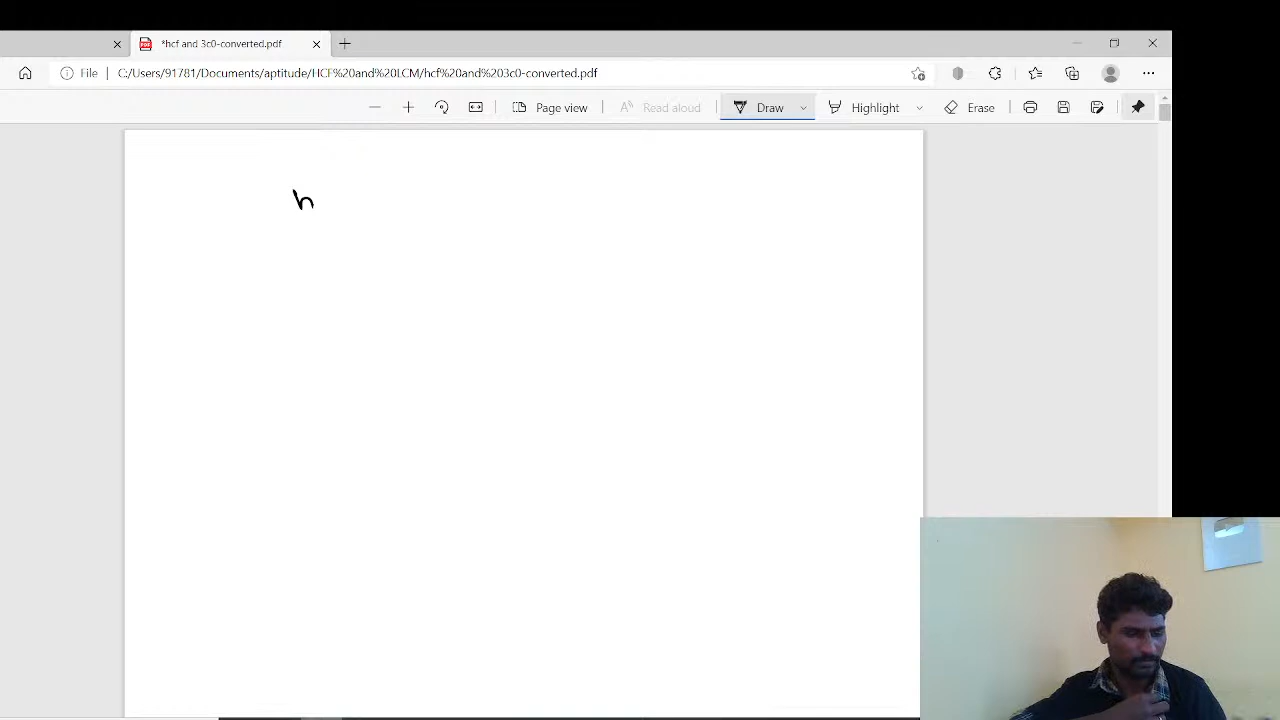 *hcf and 3c0-converted.pdf
File C:/Users/91781/Documents/aptitude/HCF%20and%20LCM/hcf%20and%203c0-converted.pdf
Page view Read aloud Draw Highlight Erase
h